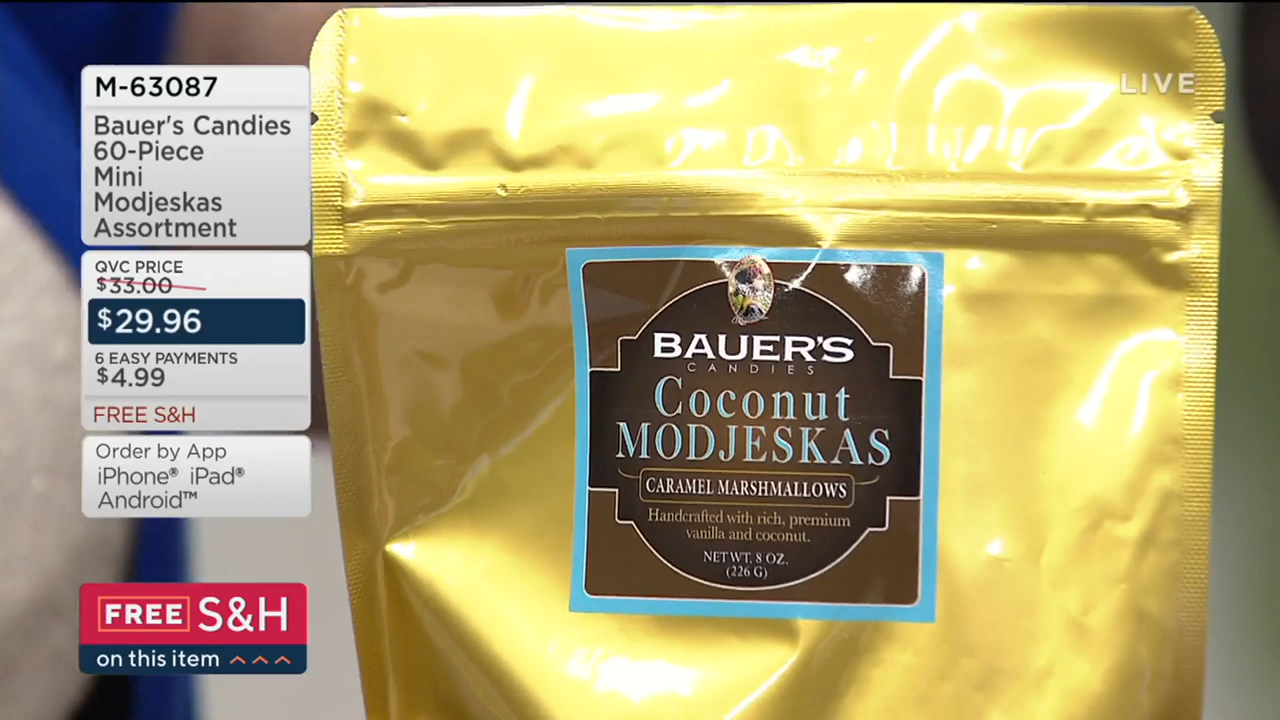 M-63087
Bauer's Candies
60-Piece
Mini
Modjeskas
Assortment
QVC PRICE
$33.00
$29.96
6 EASY PAYMENTS
$4.99
FREE S&H
Order by App
iPhone® iPad®
Android™
FREE S&H
on this item
LIVE
BAUER'S
CANDIES
Coconut
MODJESKAS
CARAMEL MARSHMALLOWS
Handcrafted with rich, premium
vanilla and coconut.
NET WT. 8 OZ.
(226 G)